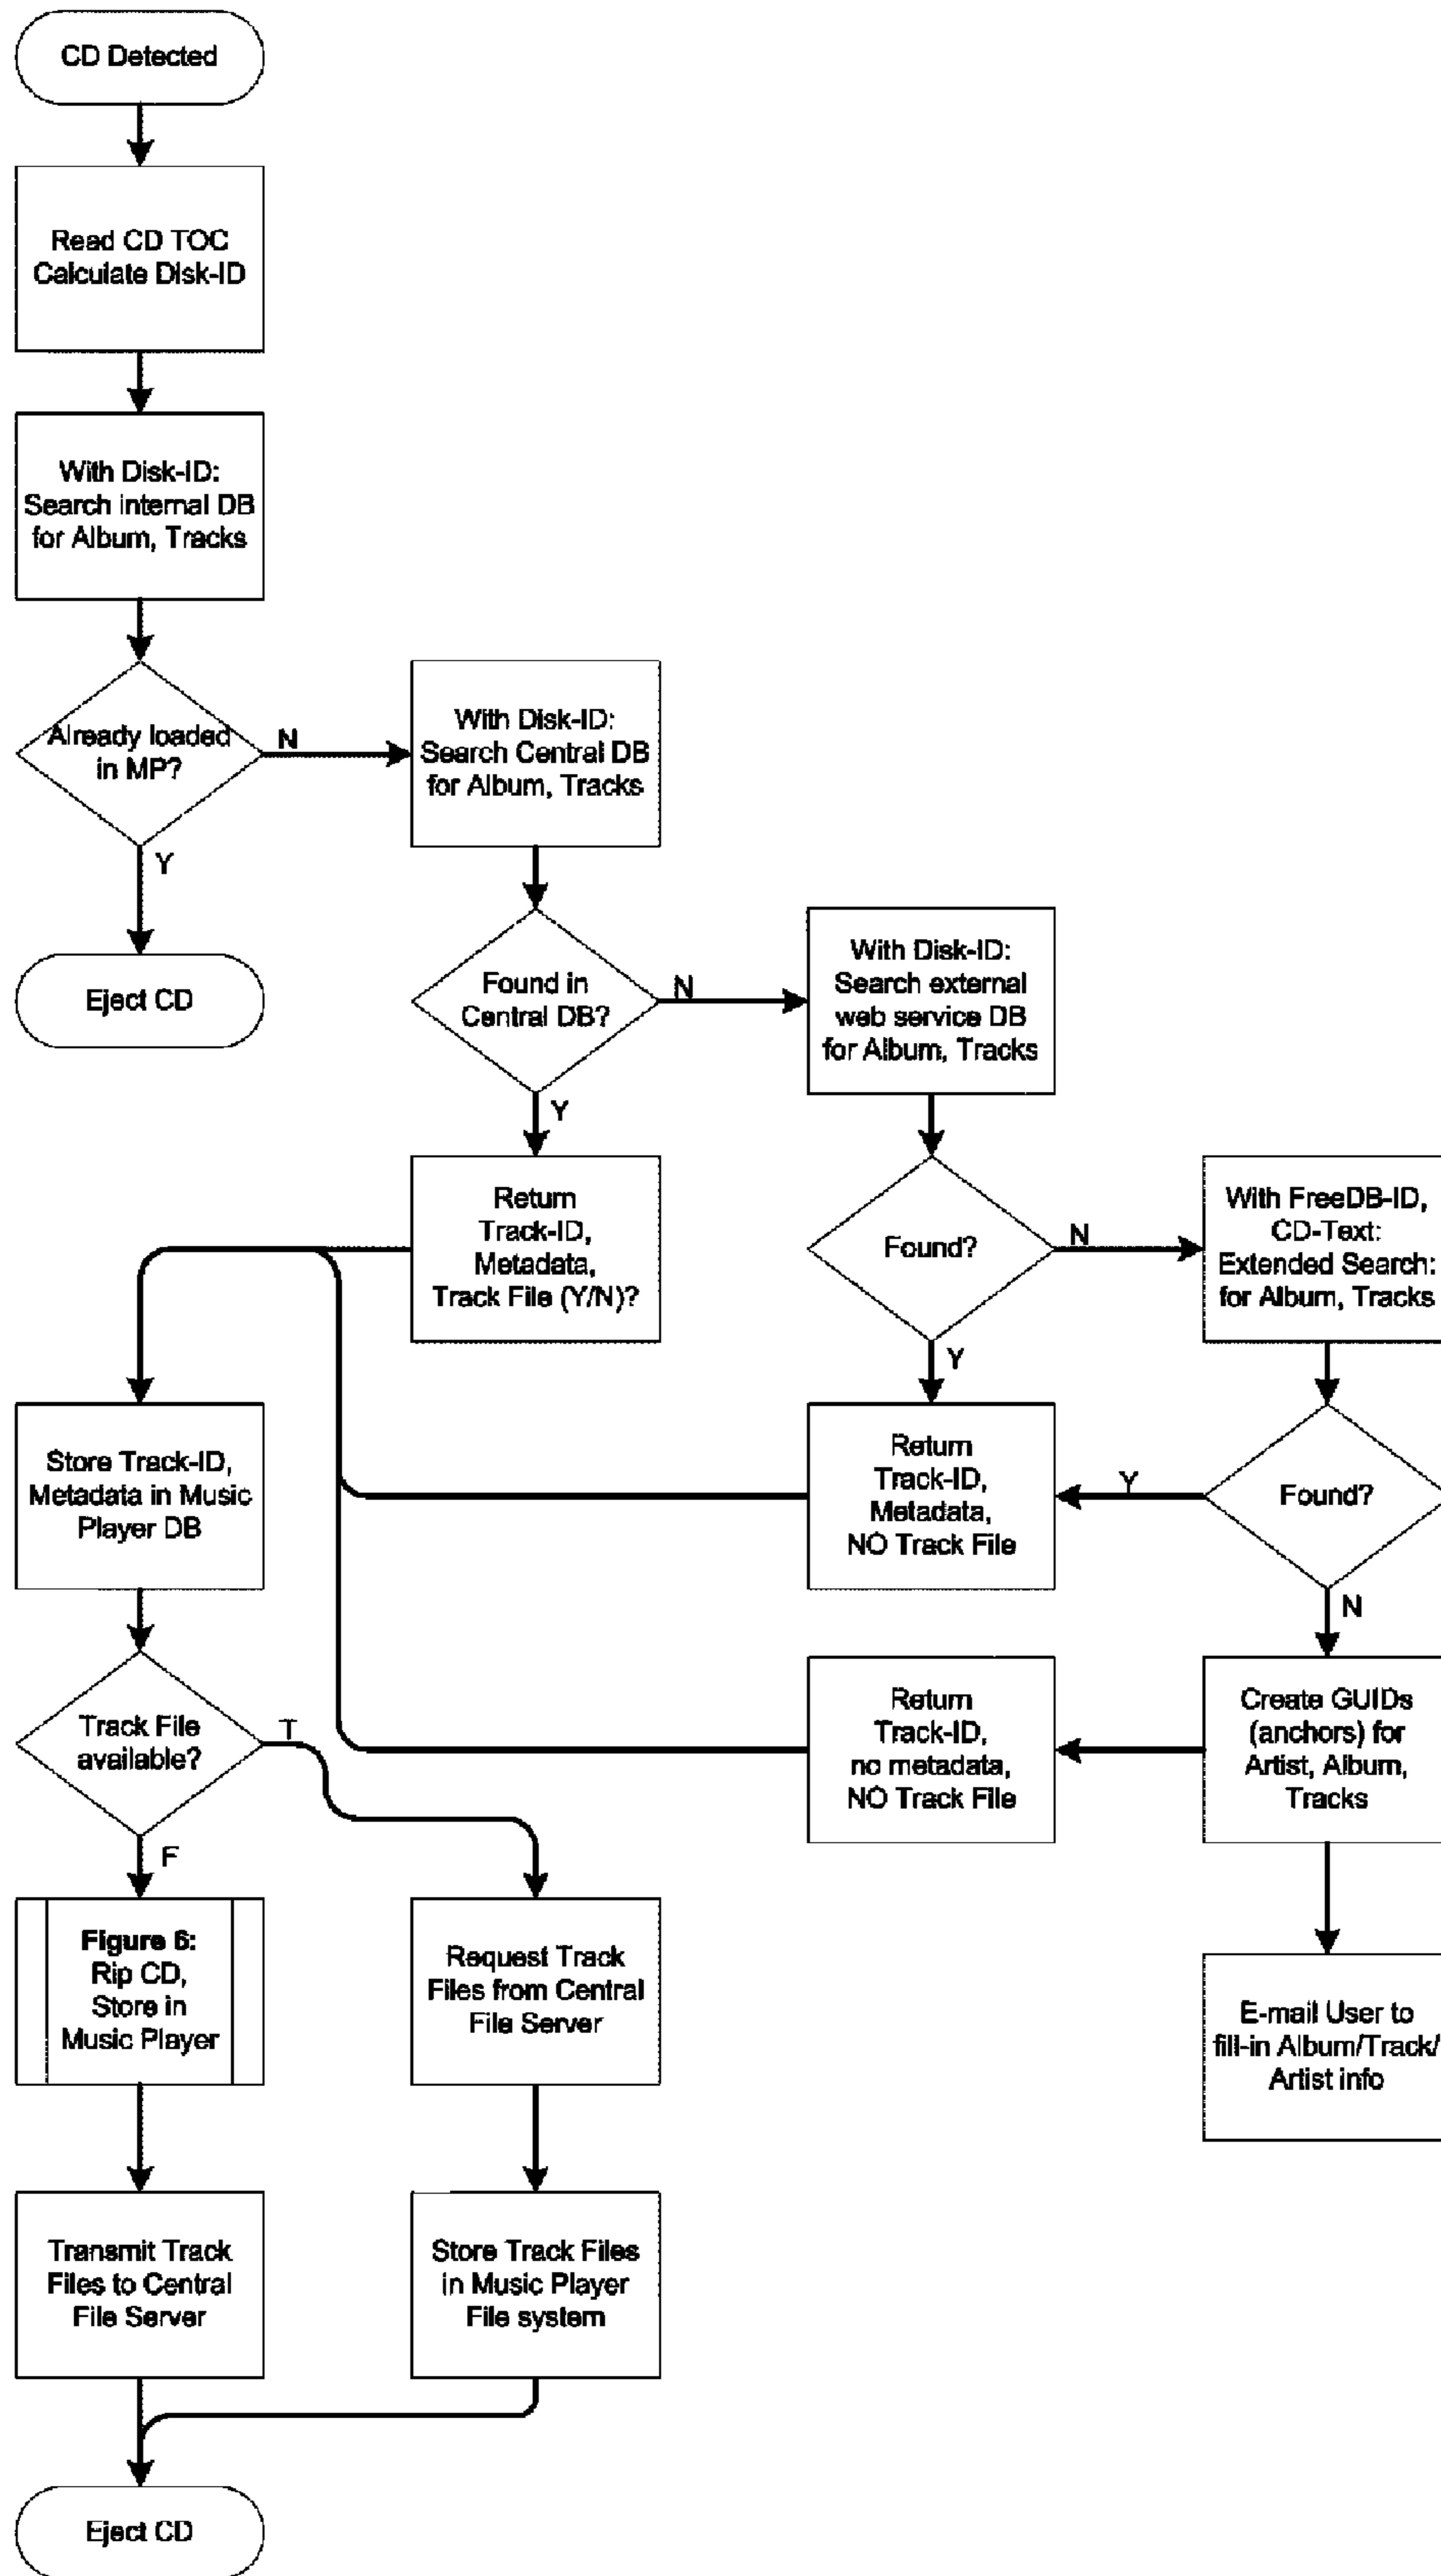 CD Detected
Read CD TOC
Calculate Disk-ID
With Disk-ID:
Search internal DB
for Album, Tracks
Already loaded
in MP?
N
Y
Eject CD
With Disk-ID:
Search Central DB
for Album, Tracks
Found in
Central DB?
N
Y
With Disk-ID:
Search external
web service DB
for Album, Tracks
Return
Track-ID,
Metadata,
Track File (Y/N)?
Found?
N
Y
With FreeDB-ID,
CD-Text:
Extended Search:
for Album, Tracks
Store Track-ID,
Metadata in Music
Player DB
Return
Track-ID,
Metadata,
NO Track File
Y
Found?
N
Track File
available?
T
F
Return
Track-ID,
no metadata,
NO Track File
Create GUIDs
(anchors) for
Artist, Album,
Tracks
Figure 6:
Rip CD,
Store in
Music Player
Request Track
Files from Central
File Server
E-mail User to
fill-in Album/Track/
Artist info
Transmit Track
Files to Central
File Server
Store Track Files
in Music Player
File system
Eject CD